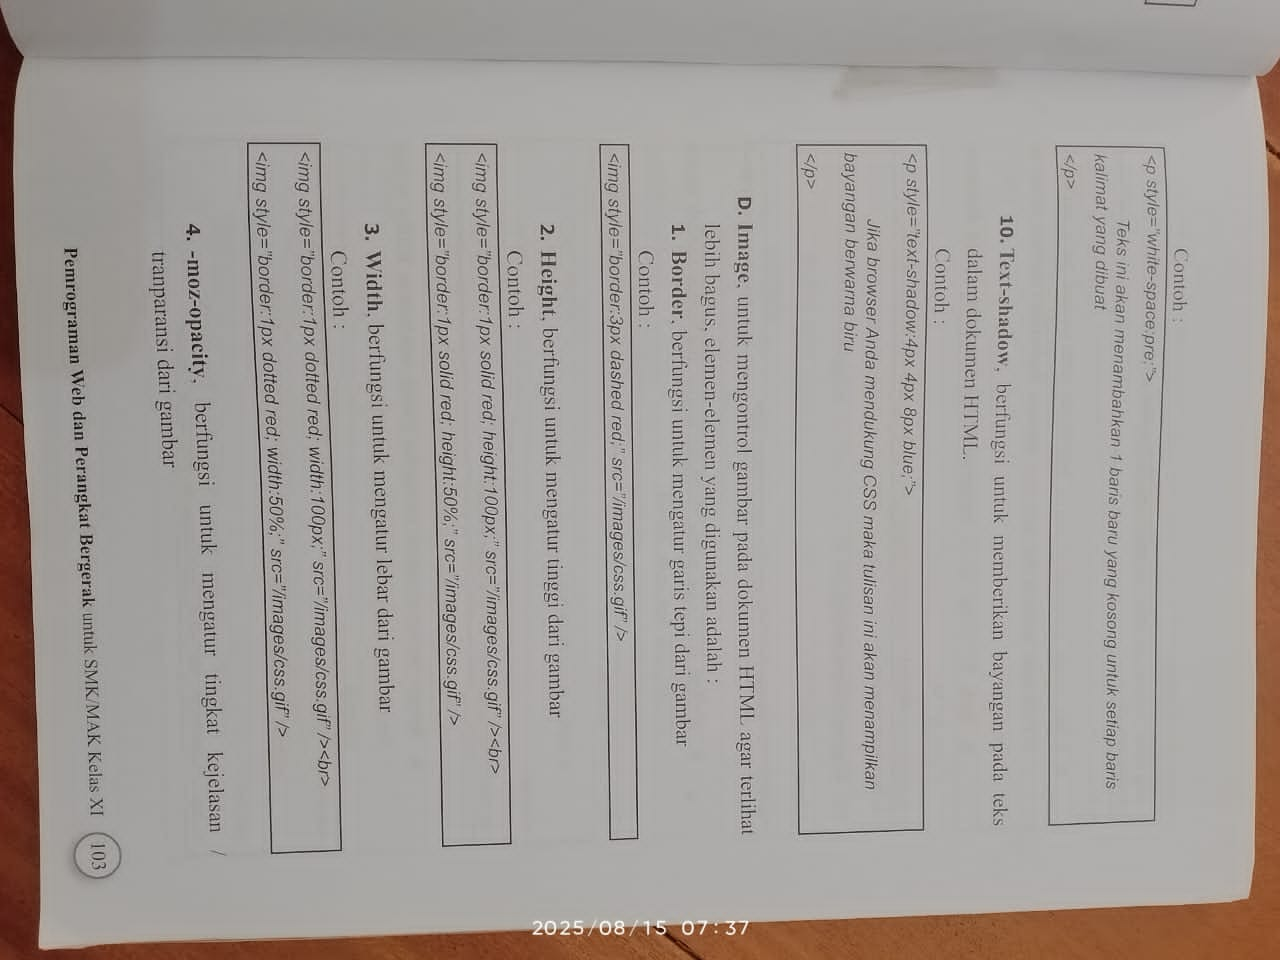 Contoh :
<p style="white-space:pre;">
Teks ini akan menambahkan 1 baris baru yang kosong untuk setiap baris
kalimat yang dibuat
</p>
10. Text-shadow, berfungsi untuk memberikan bayangan pada teks
dalam dokumen HTML.
Contoh :
<p style="text-shadow:4px 4px 8px blue;">
Jika browser Anda mendukung CSS maka tulisan ini akan menampilkan
bayangan berwarna biru
</p>
D. Image, untuk mengontrol gambar pada dokumen HTML agar terlihat
lebih bagus, elemen-elemen yang digunakan adalah :
1. Border, berfungsi untuk mengatur garis tepi dari gambar
Contoh :
<img style="border:3px dashed red;" src="/images/css.gif" />
2. Height, berfungsi untuk mengatur tinggi dari gambar
Contoh :
<img style="border:1px solid red; height:100px;" src="/images/css.gif" /><br>
<img style="border:1px solid red; height:50%;" src="/images/css.gif" />
3. Width, berfungsi untuk mengatur lebar dari gambar
Contoh :
<img style="border:1px dotted red; width:100px;" src="/images/css.gif" /><br>
<img style="border:1px dotted red; width:50%;" src="/images/css.gif" />
4. -moz-opacity, berfungsi untuk mengatur tingkat kejelasan /
tranparansi dari gambar
Pemrograman Web dan Perangkat Bergerak untuk SMK/MAK Kelas XI 103
2025/08/15 07:37